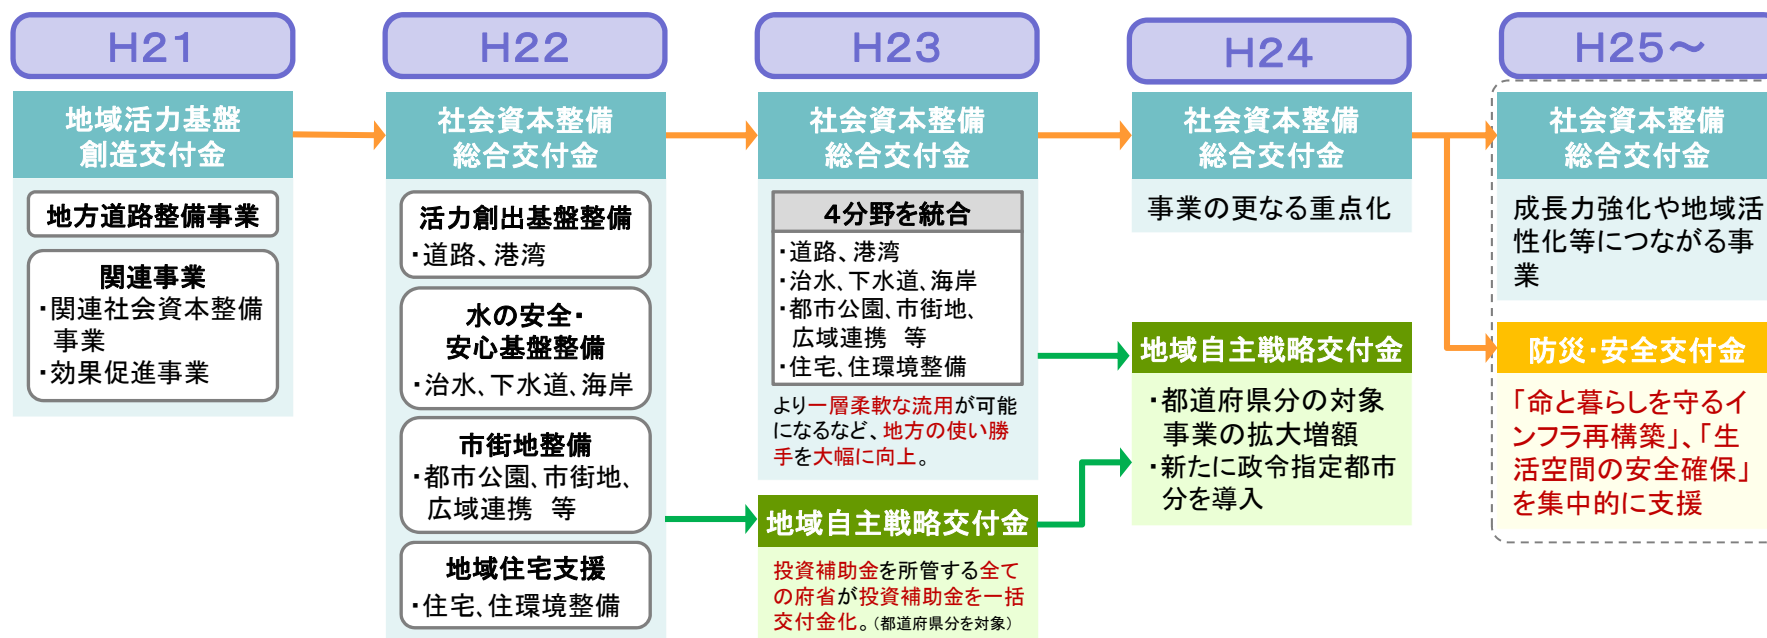 H21
地域活力基盤
創造交付金
地方道路整備事業
関連事業
・関連社会資本整備
事業
・効果促進事業
H22
社会資本整備
総合交付金
活力創出基盤整備
・道路、港湾
水の安全・
安心基盤整備
・治水、下水道、海岸
市街地整備
・都市公園、市街地、
広域連携　等
地域住宅支援
・住宅、住環境整備
H23
社会資本整備
総合交付金
4分野を統合
・道路、港湾
・治水、下水道、海岸
・都市公園、市街地、
広域連携　等
・住宅、住環境整備
より一層柔軟な流用が可能
になるなど、地方の使い勝
手を大幅に向上。
地域自主戦略交付金
投資補助金を所管する全て
の府省が投資補助金を一括
交付金化。（都道府県分を対象）
H24
社会資本整備
総合交付金
事業の更なる重点化
地域自主戦略交付金
・都道府県分の対象
事業の拡大増額
・新たに政令指定都市
分を導入
H25～
社会資本整備
総合交付金
成長力強化や地域活
性化等につながる事
業
防災・安全交付金
「命と暮らしを守るイ
ンフラ再構築」、「生
活空間の安全確保」
を集中的に支援